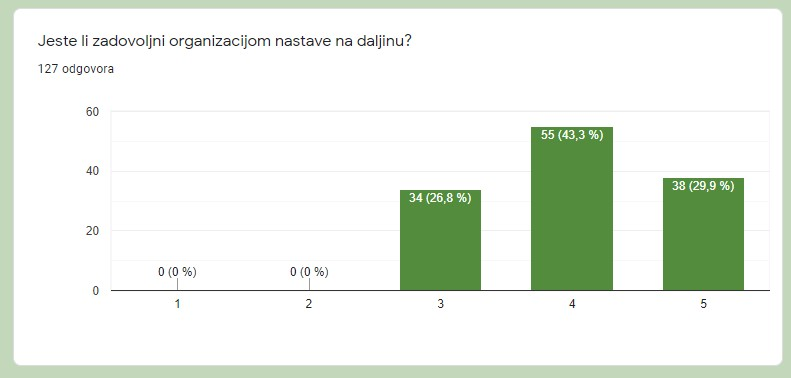 Jeste li zadovoljni organizacijom nastave na daljinu?
127 odgovora
60
40
20
0
0 (0 %)
0 (0 %)
34 (26,8 %)
55 (43,3 %)
38 (29,9 %)
1 2 3 4 5